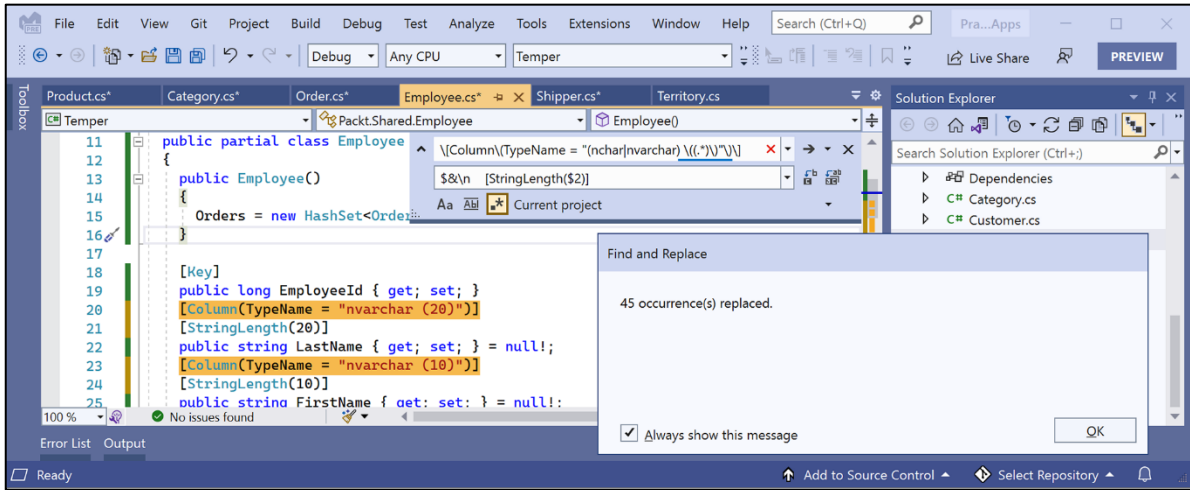 File Edit View Git Project Build Debug Test Analyze Tools Extensions Window Help Search (Ctrl+Q) Pra...Apps
Debug Any CPU Temper Live Share PREVIEW
Toolbox
Product.cs* Category.cs* Order.cs* Employee.cs* Shipper.cs* Territory.cs
C# Temper Packt.Shared.Employee Employee()
11 public partial class Employee
12 {
13 public Employee()
14 {
15 Orders = new HashSet<Order
16 }
17
18 [Key]
19 public long EmployeeId { get; set; }
20 [Column(TypeName = "nvarchar (20)")]
21 [StringLength(20)]
22 public string LastName { get; set; } = null!;
23 [Column(TypeName = "nvarchar (10)")]
24 [StringLength(10)]
25 public string FirstName { get; set; } = null!;
\[Column\(TypeName = "(nchar|nvarchar) \((.*)\)"\)\]
$&\n [StringLength($2)]
Aa Abl .* Current project
Solution Explorer
Search Solution Explorer (Ctrl+;)
Dependencies
C# Category.cs
C# Customer.cs
Find and Replace
45 occurrence(s) replaced.
Always show this message
OK
100 % No issues found
Error List Output
Ready Add to Source Control Select Repository